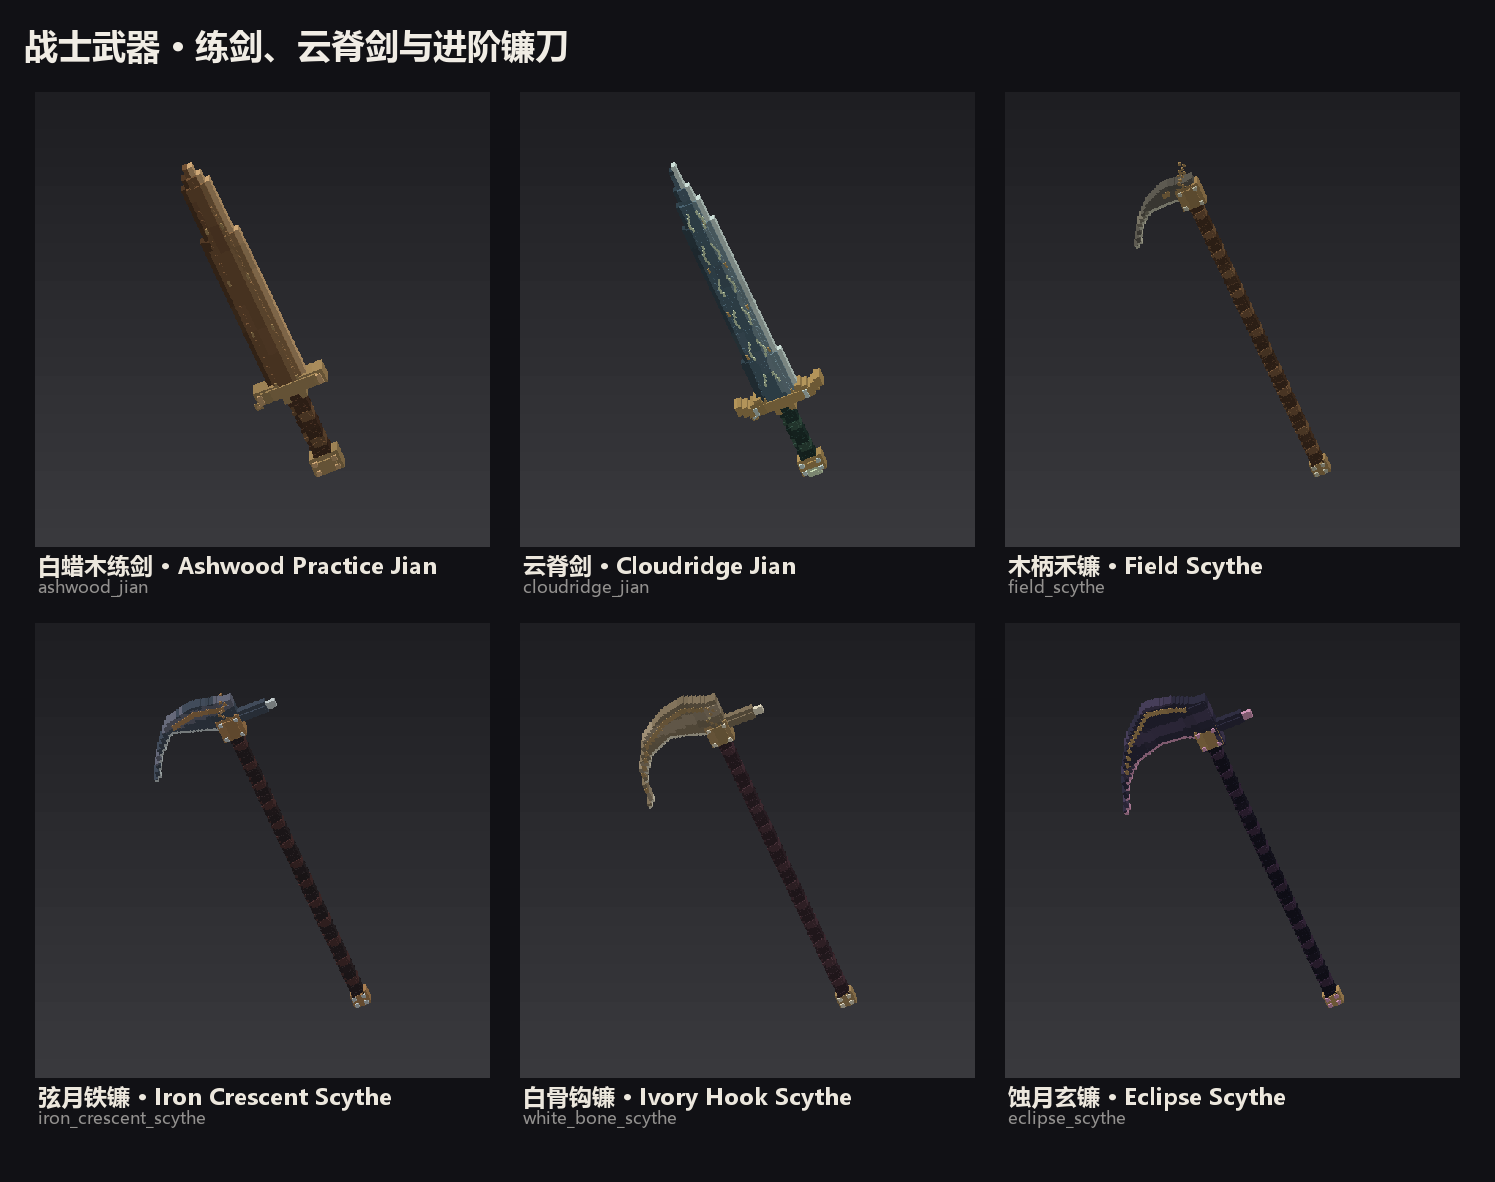 战士武器 • 练剑、云脊剑与进阶镰刀
白蜡木练剑 • Ashwood Practice Jian
ashwood_jian
云脊剑 • Cloudridge Jian
cloudridge_jian
木柄禾镰 • Field Scythe
field_scythe
弦月铁镰 • Iron Crescent Scythe
iron_crescent_scythe
白骨钩镰 • Ivory Hook Scythe
white_bone_scythe
蚀月玄镰 • Eclipse Scythe
eclipse_scythe